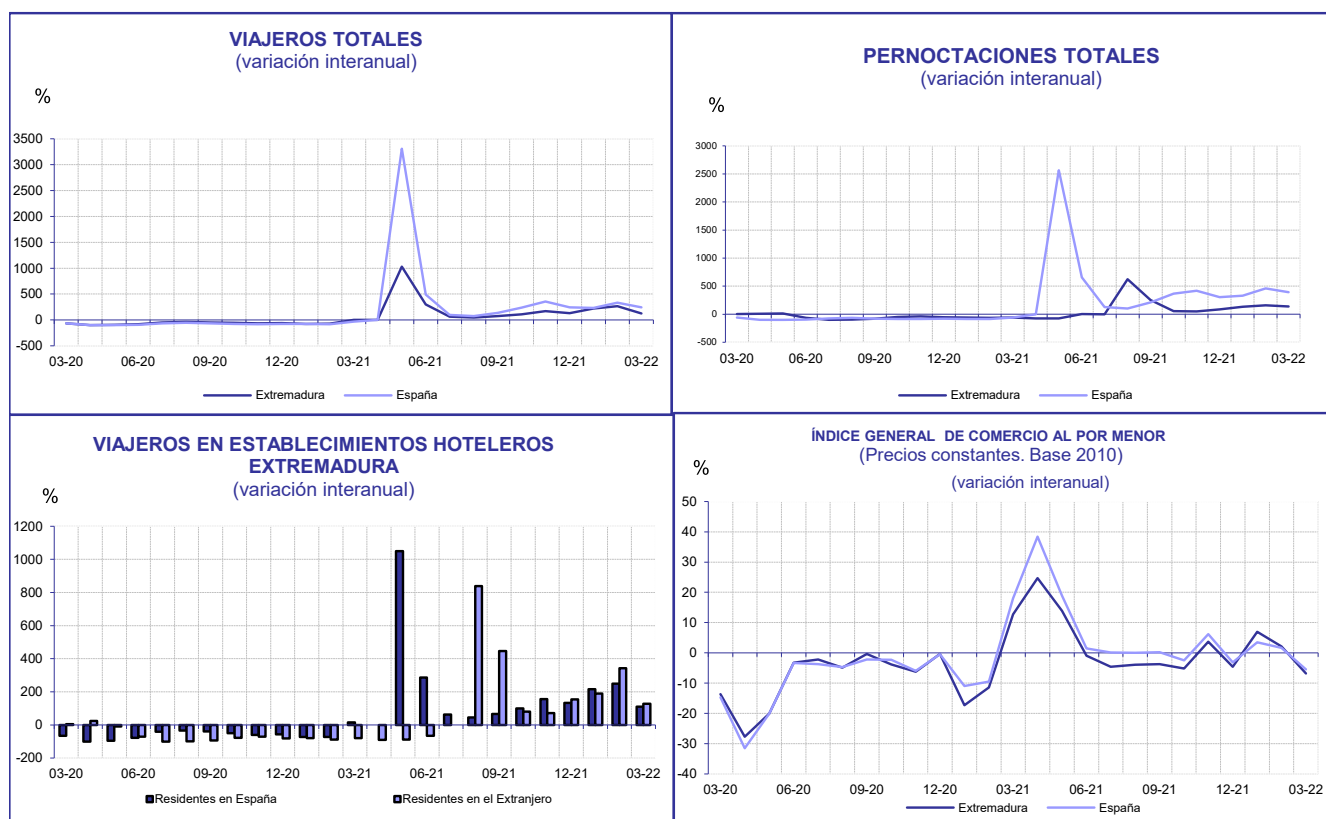 VIAJEROS TOTALES
(variación interanual)
%
3500
3000
2500
2000
1500
1000
500
0
-500
03-20 06-20 09-20 12-20 03-21 06-21 09-21 12-21 03-22
Extremadura España
PERNOCTACIONES TOTALES
(variación interanual)
%
3000
2500
2000
1500
1000
500
0
-500
03-20 06-20 09-20 12-20 03-21 06-21 09-21 12-21 03-22
Extremadura España
VIAJEROS EN ESTABLECIMIENTOS HOTELEROS
EXTREMADURA
(variación interanual)
%
1200
1000
800
600
400
200
0
-200
03-20 06-20 09-20 12-20 03-21 06-21 09-21 12-21 03-22
Residentes en España Residentes en el Extranjero
ÍNDICE GENERAL DE COMERCIO AL POR MENOR
(Precios constantes. Base 2010)
(variación interanual)
%
50
40
30
20
10
0
-10
-20
-30
-40
03-20 06-20 09-20 12-20 03-21 06-21 09-21 12-21 03-22
Extremadura España